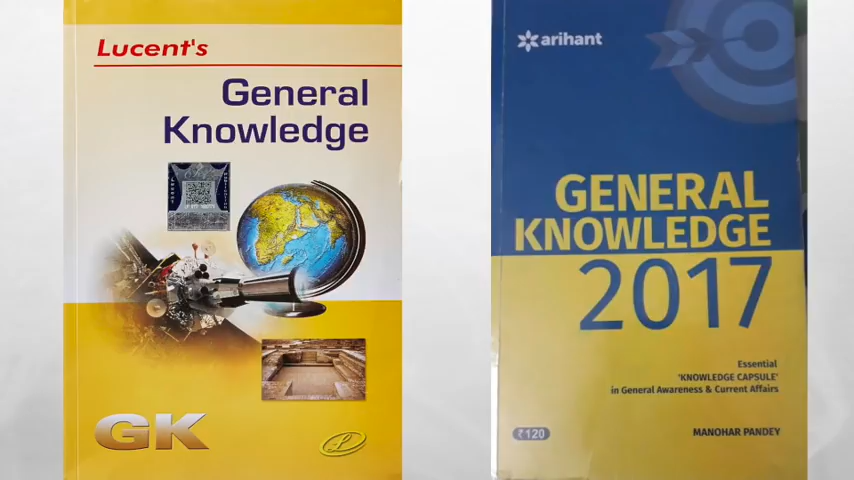 Lucent's
General
Knowledge
GK
arihant
GENERAL
KNOWLEDGE
2017
Essential
'KNOWLEDGE CAPSULE'
in General Awareness & Current Affairs
₹120
MANOHAR PANDEY